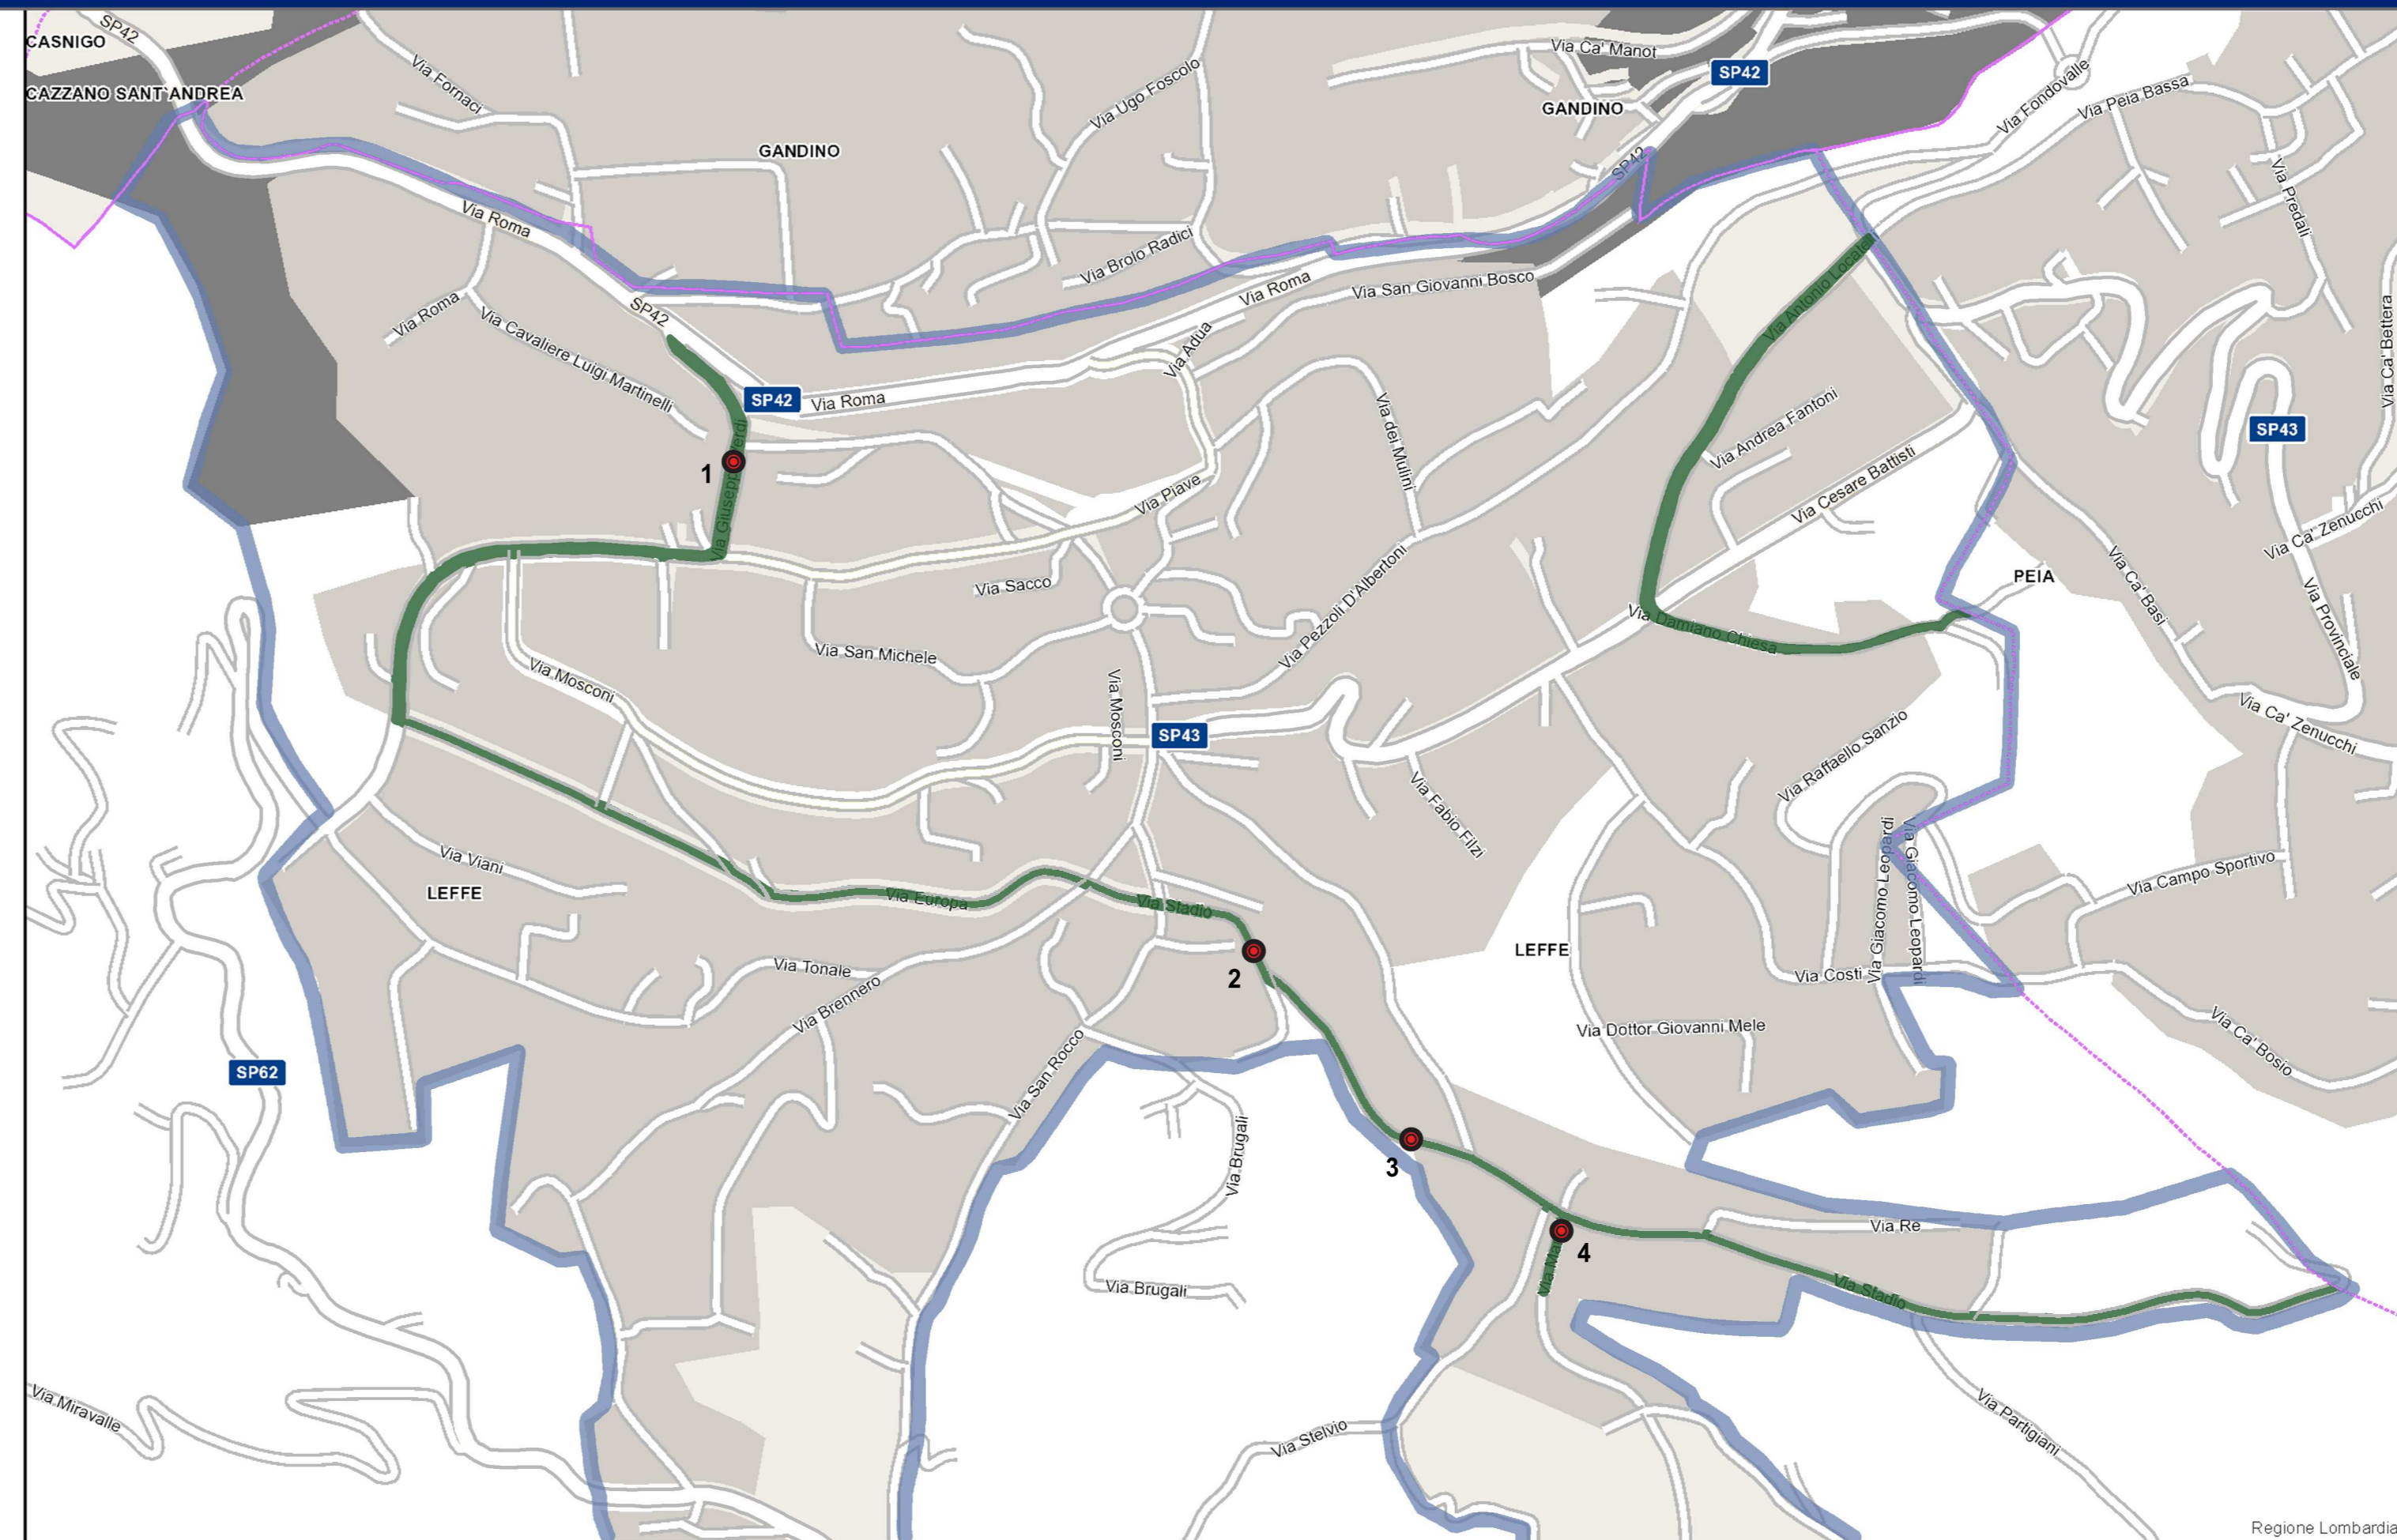 SP42
CASNIGO
CAZZANO SANT'ANDREA
Via Fornaci
Via Ugo Foscolo
GANDINO
Via Ca' Manot
SP42
GANDINO
Via Fondovalle
Via Peia Bassa
SP42
Via Predali
Via Roma
Via Brolo Radici
Via Roma
Via San Giovanni Bosco
Via Antonio Locatelli
Via Ca' Bettera
Via Roma
SP42
Via Cavaliere Luigi Martinelli
Via Adua
SP42
Via Roma
Via dei Mulini
Via Andrea Fantoni
SP43
1
Via Giuseppe Verdi
Via Piave
Via Cesare Battisti
Via Ca' Zenucchi
Via Sacco
Via Pezzoli D'Albertoni
PEIA
Via Ca' Basi
Via Provinciale
Via Damiano Chiesa
Via San Michele
Via Mosconi
Via Mosconi
SP43
Via Ca' Zenucchi
Via Raffaello Sanzio
Via Fabio Filzi
Via Viani
LEFFE
Via Europa
Via Stadio
Via Giacomo Leopardi
Via Giacomo Leopardi
Via Campo Sportivo
2
LEFFE
Via Tonale
Via Brennero
Via Costi
Via Dottor Giovanni Mele
Via Ca' Bosio
SP62
Via San Rocco
Via Brugali
3
Via Re
4
Via Brugali
Via Ma
Via Stadio
Via Miravalle
Via Stelvio
Via Partigiani
Regione Lombardia